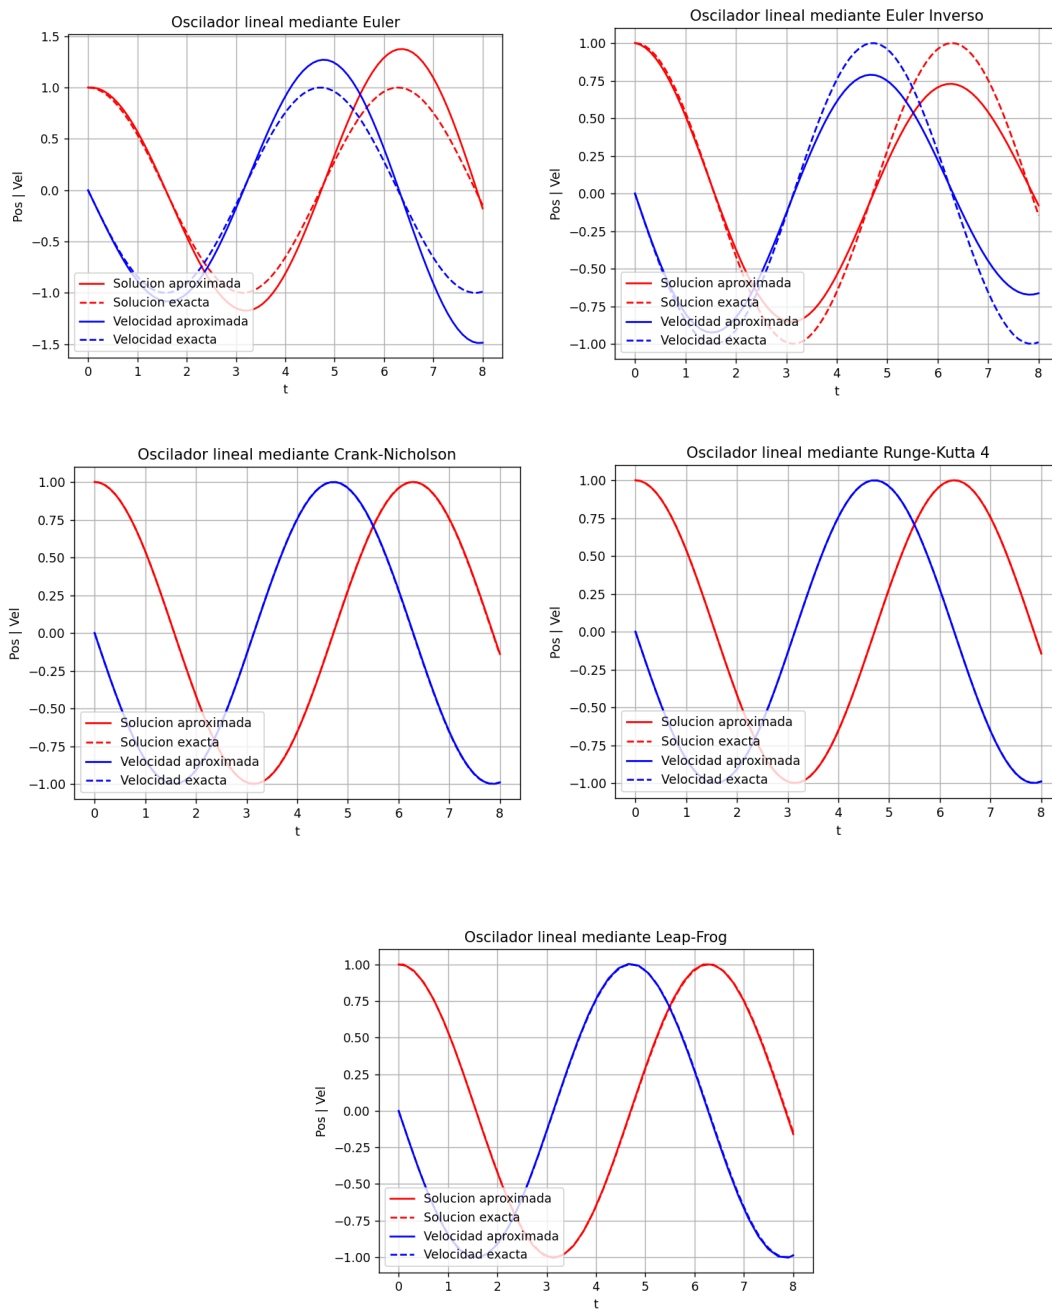 Oscilador lineal mediante Euler
1.5
1.0
0.5
0.0
−0.5
−1.0
−1.5
Pos | Vel
Solucion aproximada
Solucion exacta
Velocidad aproximada
Velocidad exacta
0 1 2 3 4 5 6 7 8
t
Oscilador lineal mediante Euler Inverso
1.00
0.75
0.50
0.25
0.00
−0.25
−0.50
−0.75
−1.00
Pos | Vel
Solucion aproximada
Solucion exacta
Velocidad aproximada
Velocidad exacta
0 1 2 3 4 5 6 7 8
t
Oscilador lineal mediante Crank-Nicholson
1.00
0.75
0.50
0.25
0.00
−0.25
−0.50
−0.75
−1.00
Pos | Vel
Solucion aproximada
Solucion exacta
Velocidad aproximada
Velocidad exacta
0 1 2 3 4 5 6 7 8
t
Oscilador lineal mediante Runge-Kutta 4
1.00
0.75
0.50
0.25
0.00
−0.25
−0.50
−0.75
−1.00
Pos | Vel
Solucion aproximada
Solucion exacta
Velocidad aproximada
Velocidad exacta
0 1 2 3 4 5 6 7 8
t
Oscilador lineal mediante Leap-Frog
1.00
0.75
0.50
0.25
0.00
−0.25
−0.50
−0.75
−1.00
Pos | Vel
Solucion aproximada
Solucion exacta
Velocidad aproximada
Velocidad exacta
0 1 2 3 4 5 6 7 8
t